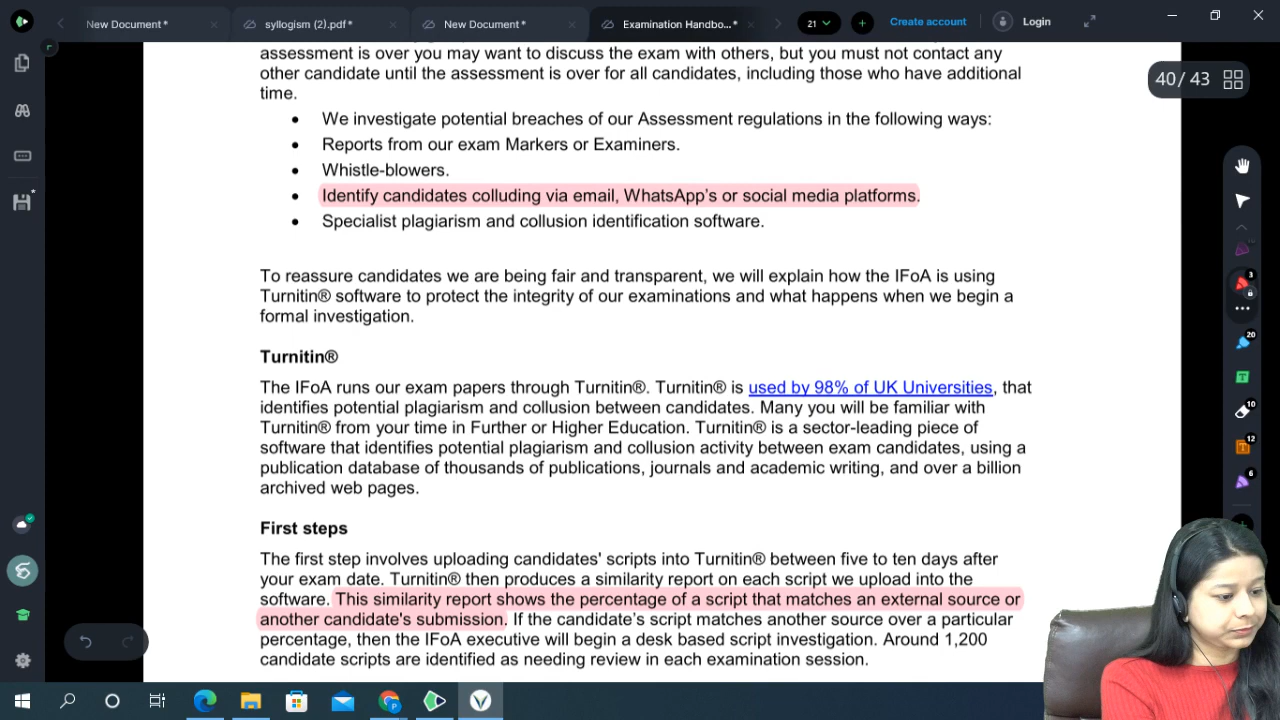 New Document*
syllogism (2).pdf*
New Document*
Examination Handbo...*
21
Create account
Login
assessment is over you may want to discuss the exam with others, but you must not contact any
other candidate until the assessment is over for all candidates, including those who have additional
time.
40 / 43
• We investigate potential breaches of our Assessment regulations in the following ways:
• Reports from our exam Markers or Examiners.
• Whistle-blowers.
• Identify candidates colluding via email, WhatsApp's or social media platforms.
• Specialist plagiarism and collusion identification software.
To reassure candidates we are being fair and transparent, we will explain how the IFoA is using
Turnitin® software to protect the integrity of our examinations and what happens when we begin a
formal investigation.
Turnitin®
The IFoA runs our exam papers through Turnitin®. Turnitin® is used by 98% of UK Universities, that
identifies potential plagiarism and collusion between candidates. Many you will be familiar with
Turnitin® from your time in Further or Higher Education. Turnitin® is a sector-leading piece of
software that identifies potential plagiarism and collusion activity between exam candidates, using a
publication database of thousands of publications, journals and academic writing, and over a billion
archived web pages.
First steps
The first step involves uploading candidates' scripts into Turnitin® between five to ten days after
your exam date. Turnitin® then produces a similarity report on each script we upload into the
software. This similarity report shows the percentage of a script that matches an external source or
another candidate's submission. If the candidate's script matches another source over a particular
percentage, then the IFoA executive will begin a desk based script investigation. Around 1,200
candidate scripts are identified as needing review in each examination session.
3
20
T
10
12
6